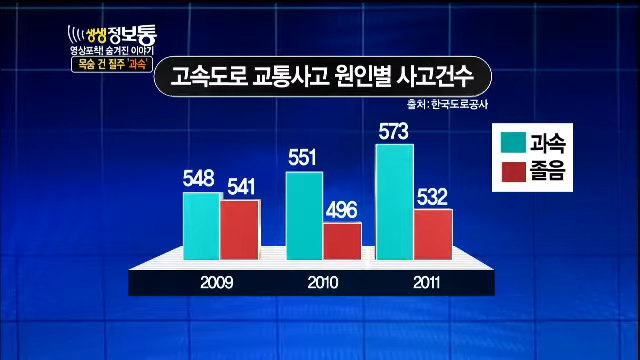 생생정보통
영상포착! 숨겨진 이야기
목숨 건 질주 '과속'
고속도로 교통사고 원인별 사고건수
출처: 한국도로공사
과속
졸음
548
541
551
496
573
532
2009
2010
2011